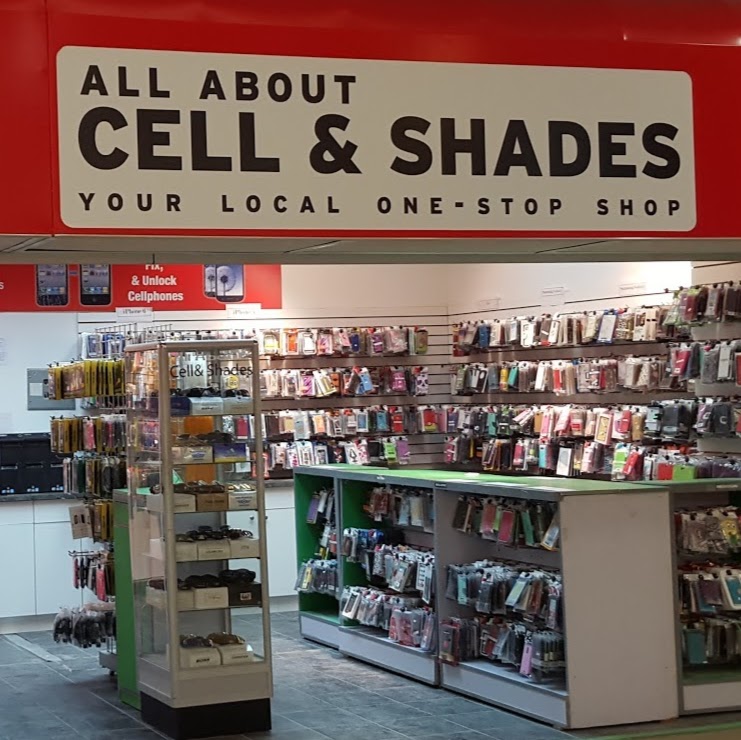 ALL ABOUT
CELL & SHADES
YOUR LOCAL ONE-STOP SHOP
Fix,
& Unlock
Cellphones
Cell & Shades